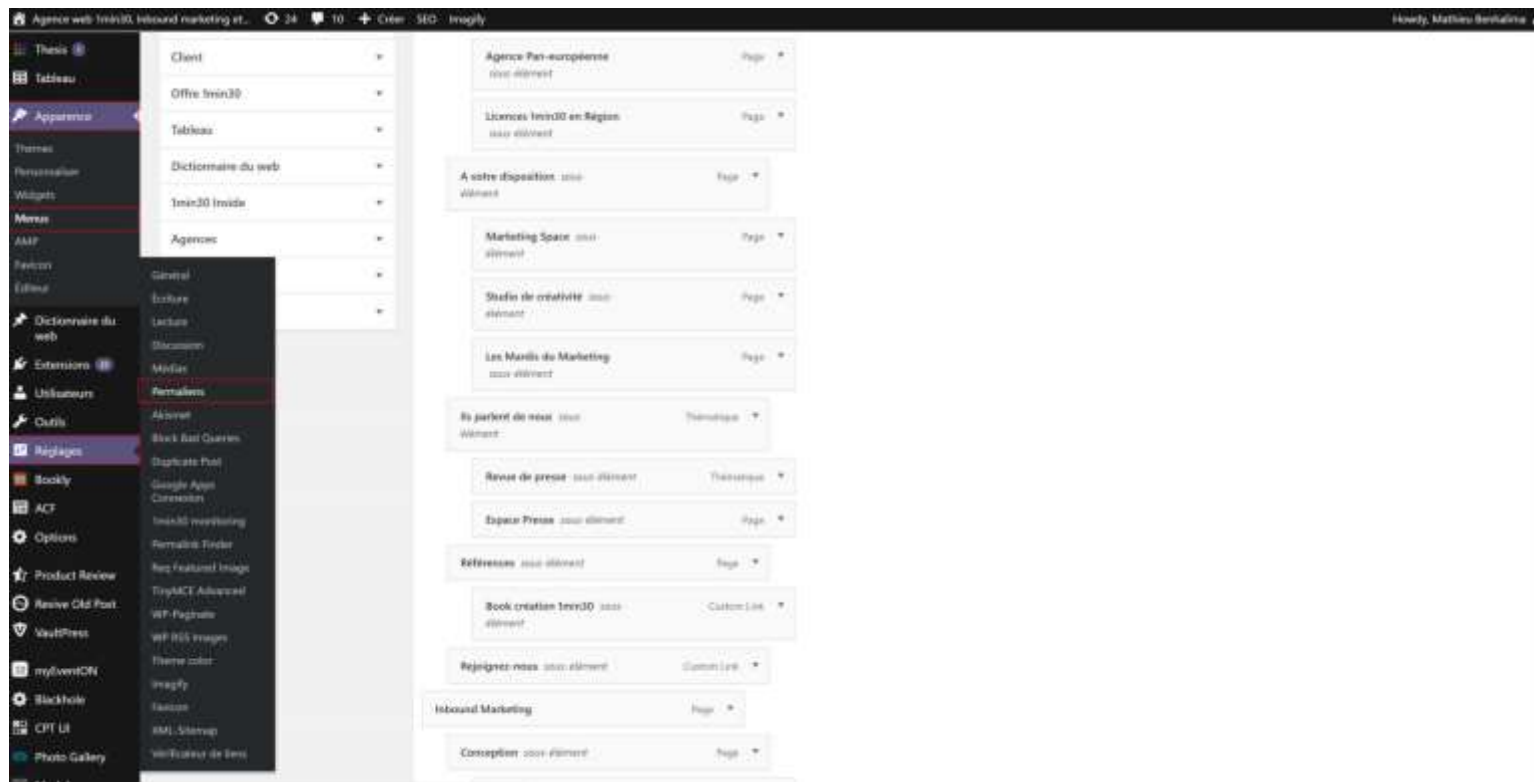 Agence web 1min30, Inbound marketing et... 24 10 + Créer SEO Imagify
Howdy, Mathieu Benhalima
Thesis
Tableau
Apparence
Thèmes
Personnaliser
Widgets
Menus
AMP
Favicon
Éditeur
Dictionnaire du
web
Extensions
Utilisateurs
Outils
Réglages
Bookly
ACF
Options
Product Review
Revive Old Post
VaultPress
myEventON
Blackhole
CPT UI
Photo Gallery
Général
Écriture
Lecture
Discussion
Médias
Permaliens
Akismet
Block Bad Queries
Duplicate Post
Google Apps
Connexion
1min30 monitoring
Permalink Finder
Req Featured Image
TinyMCE Advanced
WP-Paginate
WP RSS Images
Theme color
Imagify
Favicon
XML-Sitemap
Vérificateur de liens
Client
Offre 1min30
Tableau
Dictionnaire du web
1min30 Inside
Agences
Agence Pan-européenne Page
sous-élément
Licences 1min30 en Région Page
sous-élément
A votre disposition sous- Page
élément
Marketing Space sous- Page
élément
Studio de créativité sous- Page
élément
Les Mardis du Marketing Page
sous-élément
Ils parlent de nous sous- Thématique
élément
Revue de presse sous-élément Thématique
Espace Presse sous-élément Page
Références sous-élément Page
Book création 1min30 sous- Custom Link
élément
Rejoignez-nous sous-élément Custom Link
Inbound Marketing Page
Conception sous-élément Page